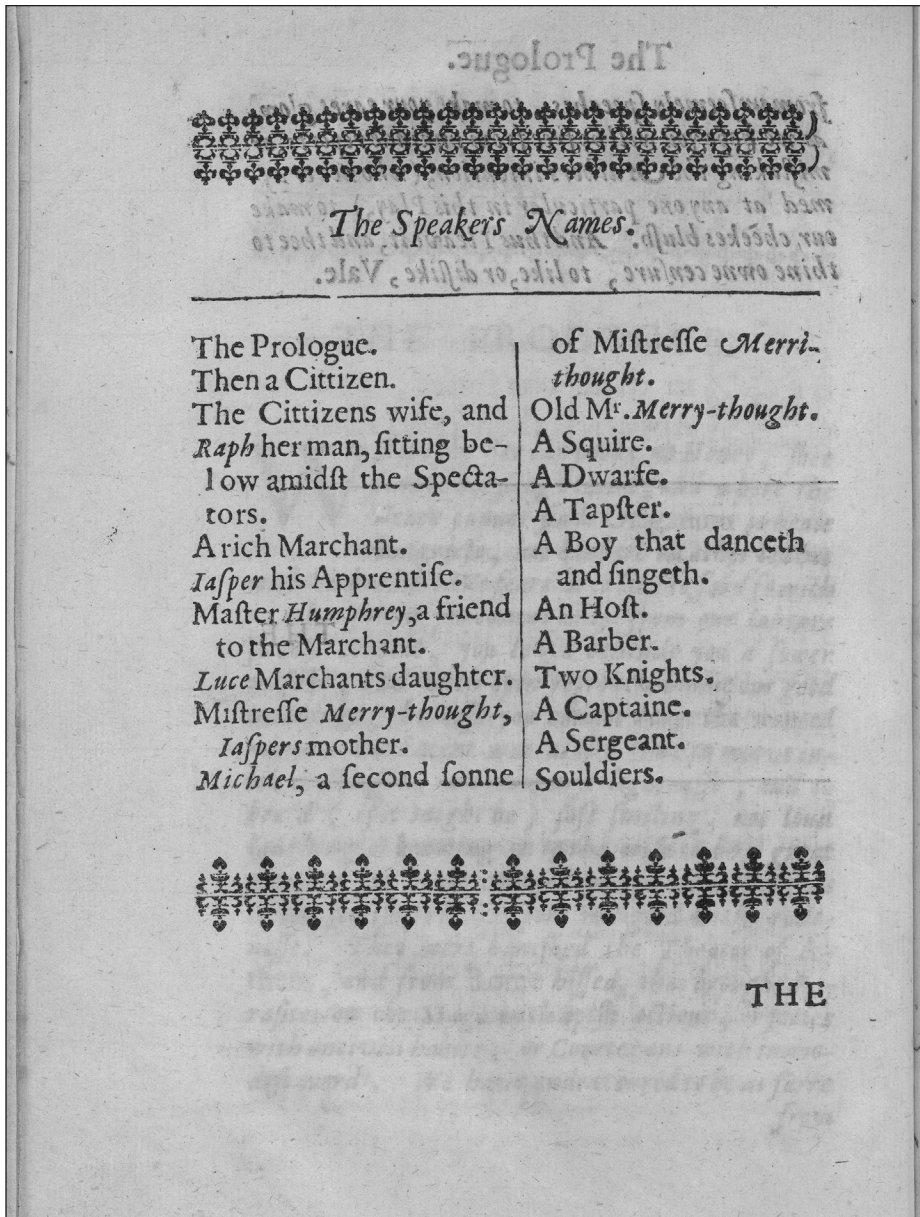 The Speakers Names.
The Prologue.
Then a Cittizen.
The Cittizens wife, and
Raph her man, ſitting be-
low amidſt the Specta-
tors.
A rich Marchant.
Iaſper his Apprentiſe.
Maſter Humphrey, a friend
to the Marchant.
Luce Marchants daughter.
Miſtreſſe Merry-thought,
Iaſpers mother.
Michael, a ſecond ſonne
of Miſtreſſe Merri-
thought.
Old Mr. Merry-thought.
A Squire.
A Dwarfe.
A Tapſter.
A Boy that danceth
and ſingeth.
An Hoſt.
A Barber.
Two Knights.
A Captaine.
A Sergeant.
Souldiers.
THE